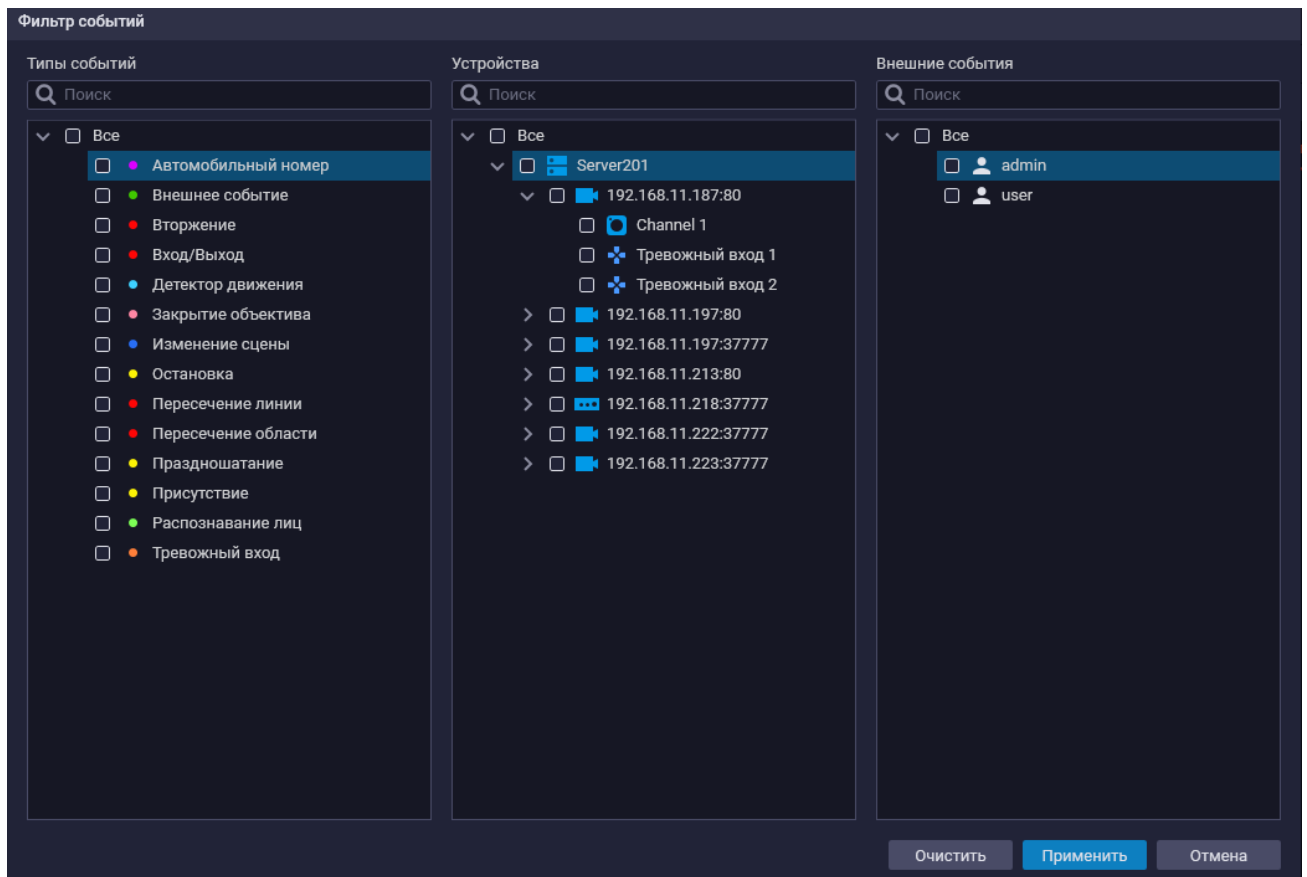 Фильтр событий
Типы событий
Поиск
Все
Автомобильный номер
Внешнее событие
Вторжение
Вход/Выход
Детектор движения
Закрытие объектива
Изменение сцены
Остановка
Пересечение линии
Пересечение области
Праздношатание
Присутствие
Распознавание лиц
Тревожный вход
Устройства
Поиск
Все
Server201
192.168.11.187:80
Channel 1
Тревожный вход 1
Тревожный вход 2
192.168.11.197:80
192.168.11.197:37777
192.168.11.213:80
192.168.11.218:37777
192.168.11.222:37777
192.168.11.223:37777
Внешние события
Поиск
Все
admin
user
Очистить
Применить
Отмена